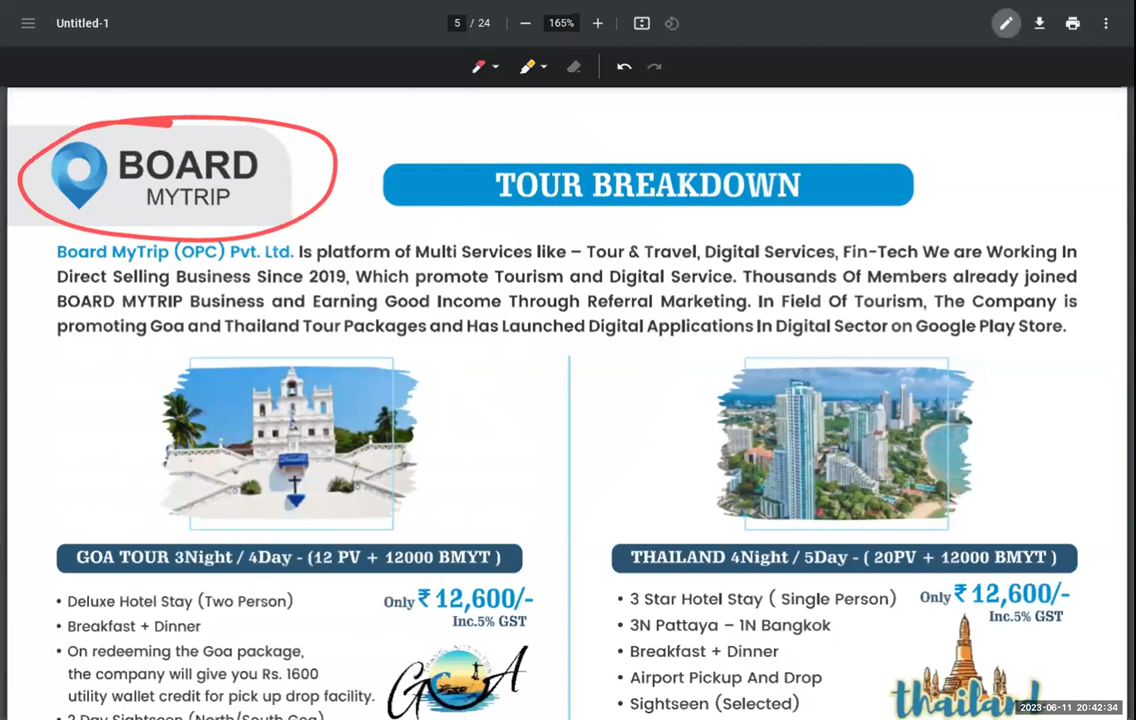 Untitled-1
5 / 24
165%
BOARD
MYTRIP
TOUR BREAKDOWN
Board MyTrip (OPC) Pvt. Ltd. Is platform of Multi Services like – Tour & Travel, Digital Services, Fin-Tech We are Working In
Direct Selling Business Since 2019, Which promote Tourism and Digital Service. Thousands Of Members already joined
BOARD MYTRIP Business and Earning Good Income Through Referral Marketing. In Field Of Tourism, The Company is
promoting Goa and Thailand Tour Packages and Has Launched Digital Applications In Digital Sector on Google Play Store.
GOA TOUR 3Night / 4Day - (12 PV + 12000 BMYT )
• Deluxe Hotel Stay (Two Person)
Only ₹ 12,600/-
Inc.5% GST
• Breakfast + Dinner
• On redeeming the Goa package,
the company will give you Rs. 1600
utility wallet credit for pick up drop facility.
• 2 Day Sightseen (North/South Goa)
GOA
THAILAND 4Night / 5Day - ( 20PV + 12000 BMYT )
• 3 Star Hotel Stay ( Single Person)
Only ₹ 12,600/-
Inc.5% GST
• 3N Pattaya – 1N Bangkok
• Breakfast + Dinner
• Airport Pickup And Drop
• Sightseen (Selected)
thailand
2023-06-11 20:42:34